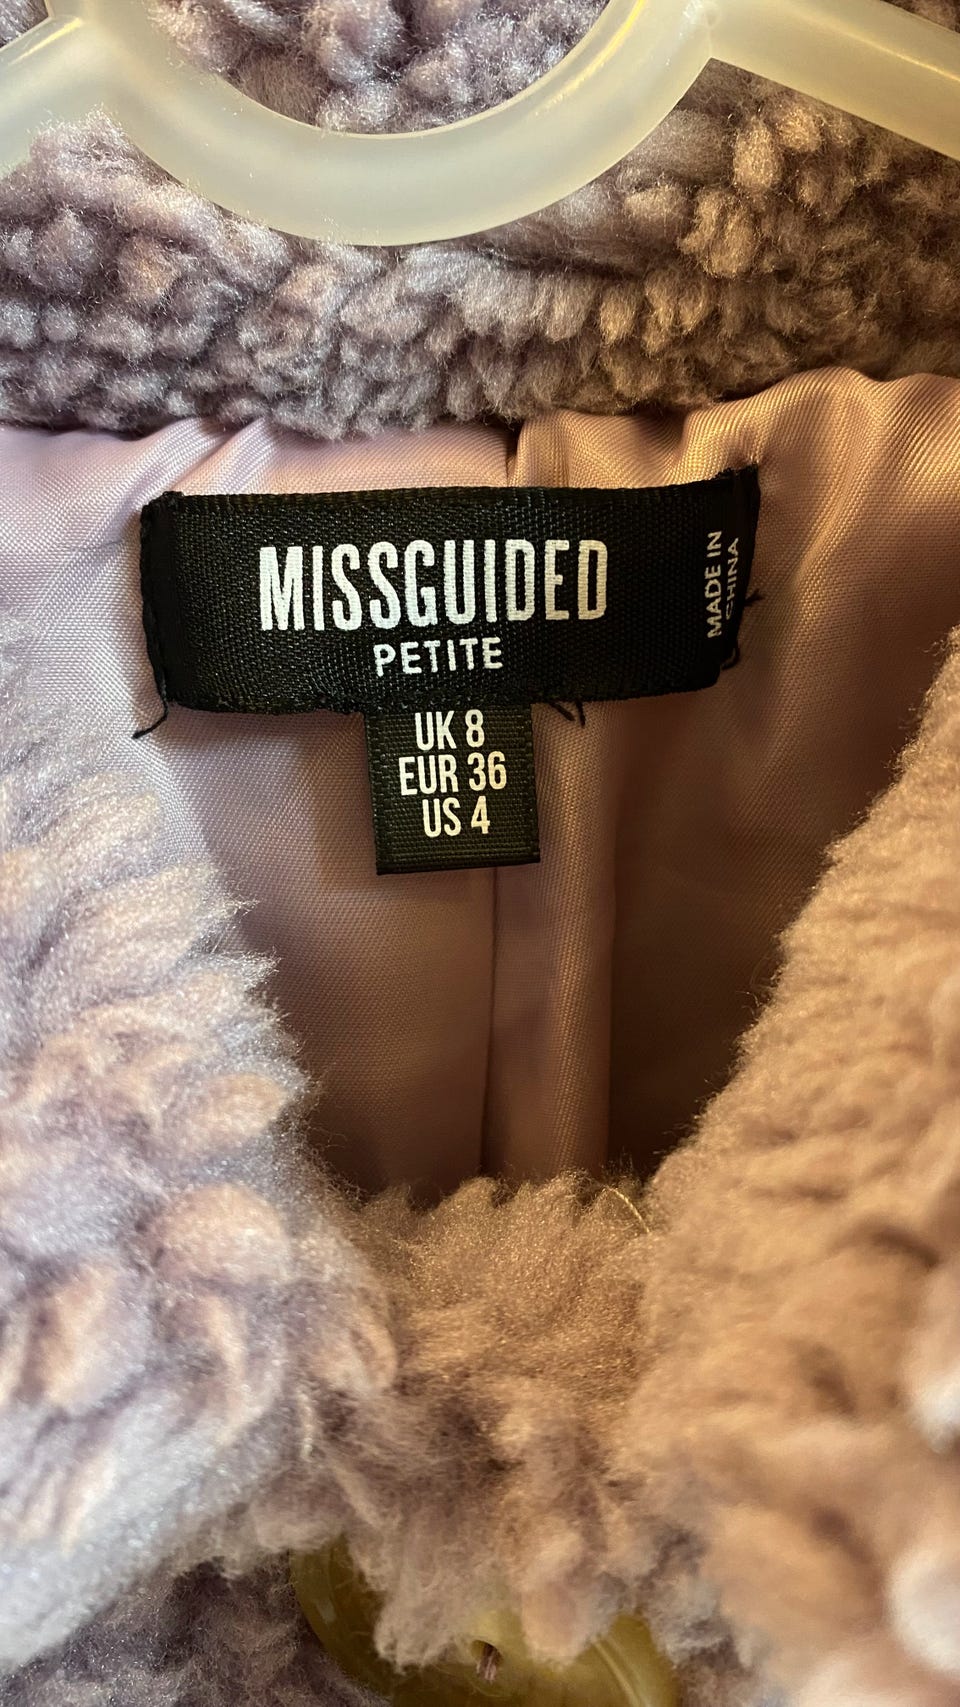 MISSGUIDED
PETITE
MADE IN
CHINA
UK 8
EUR 36
US 4